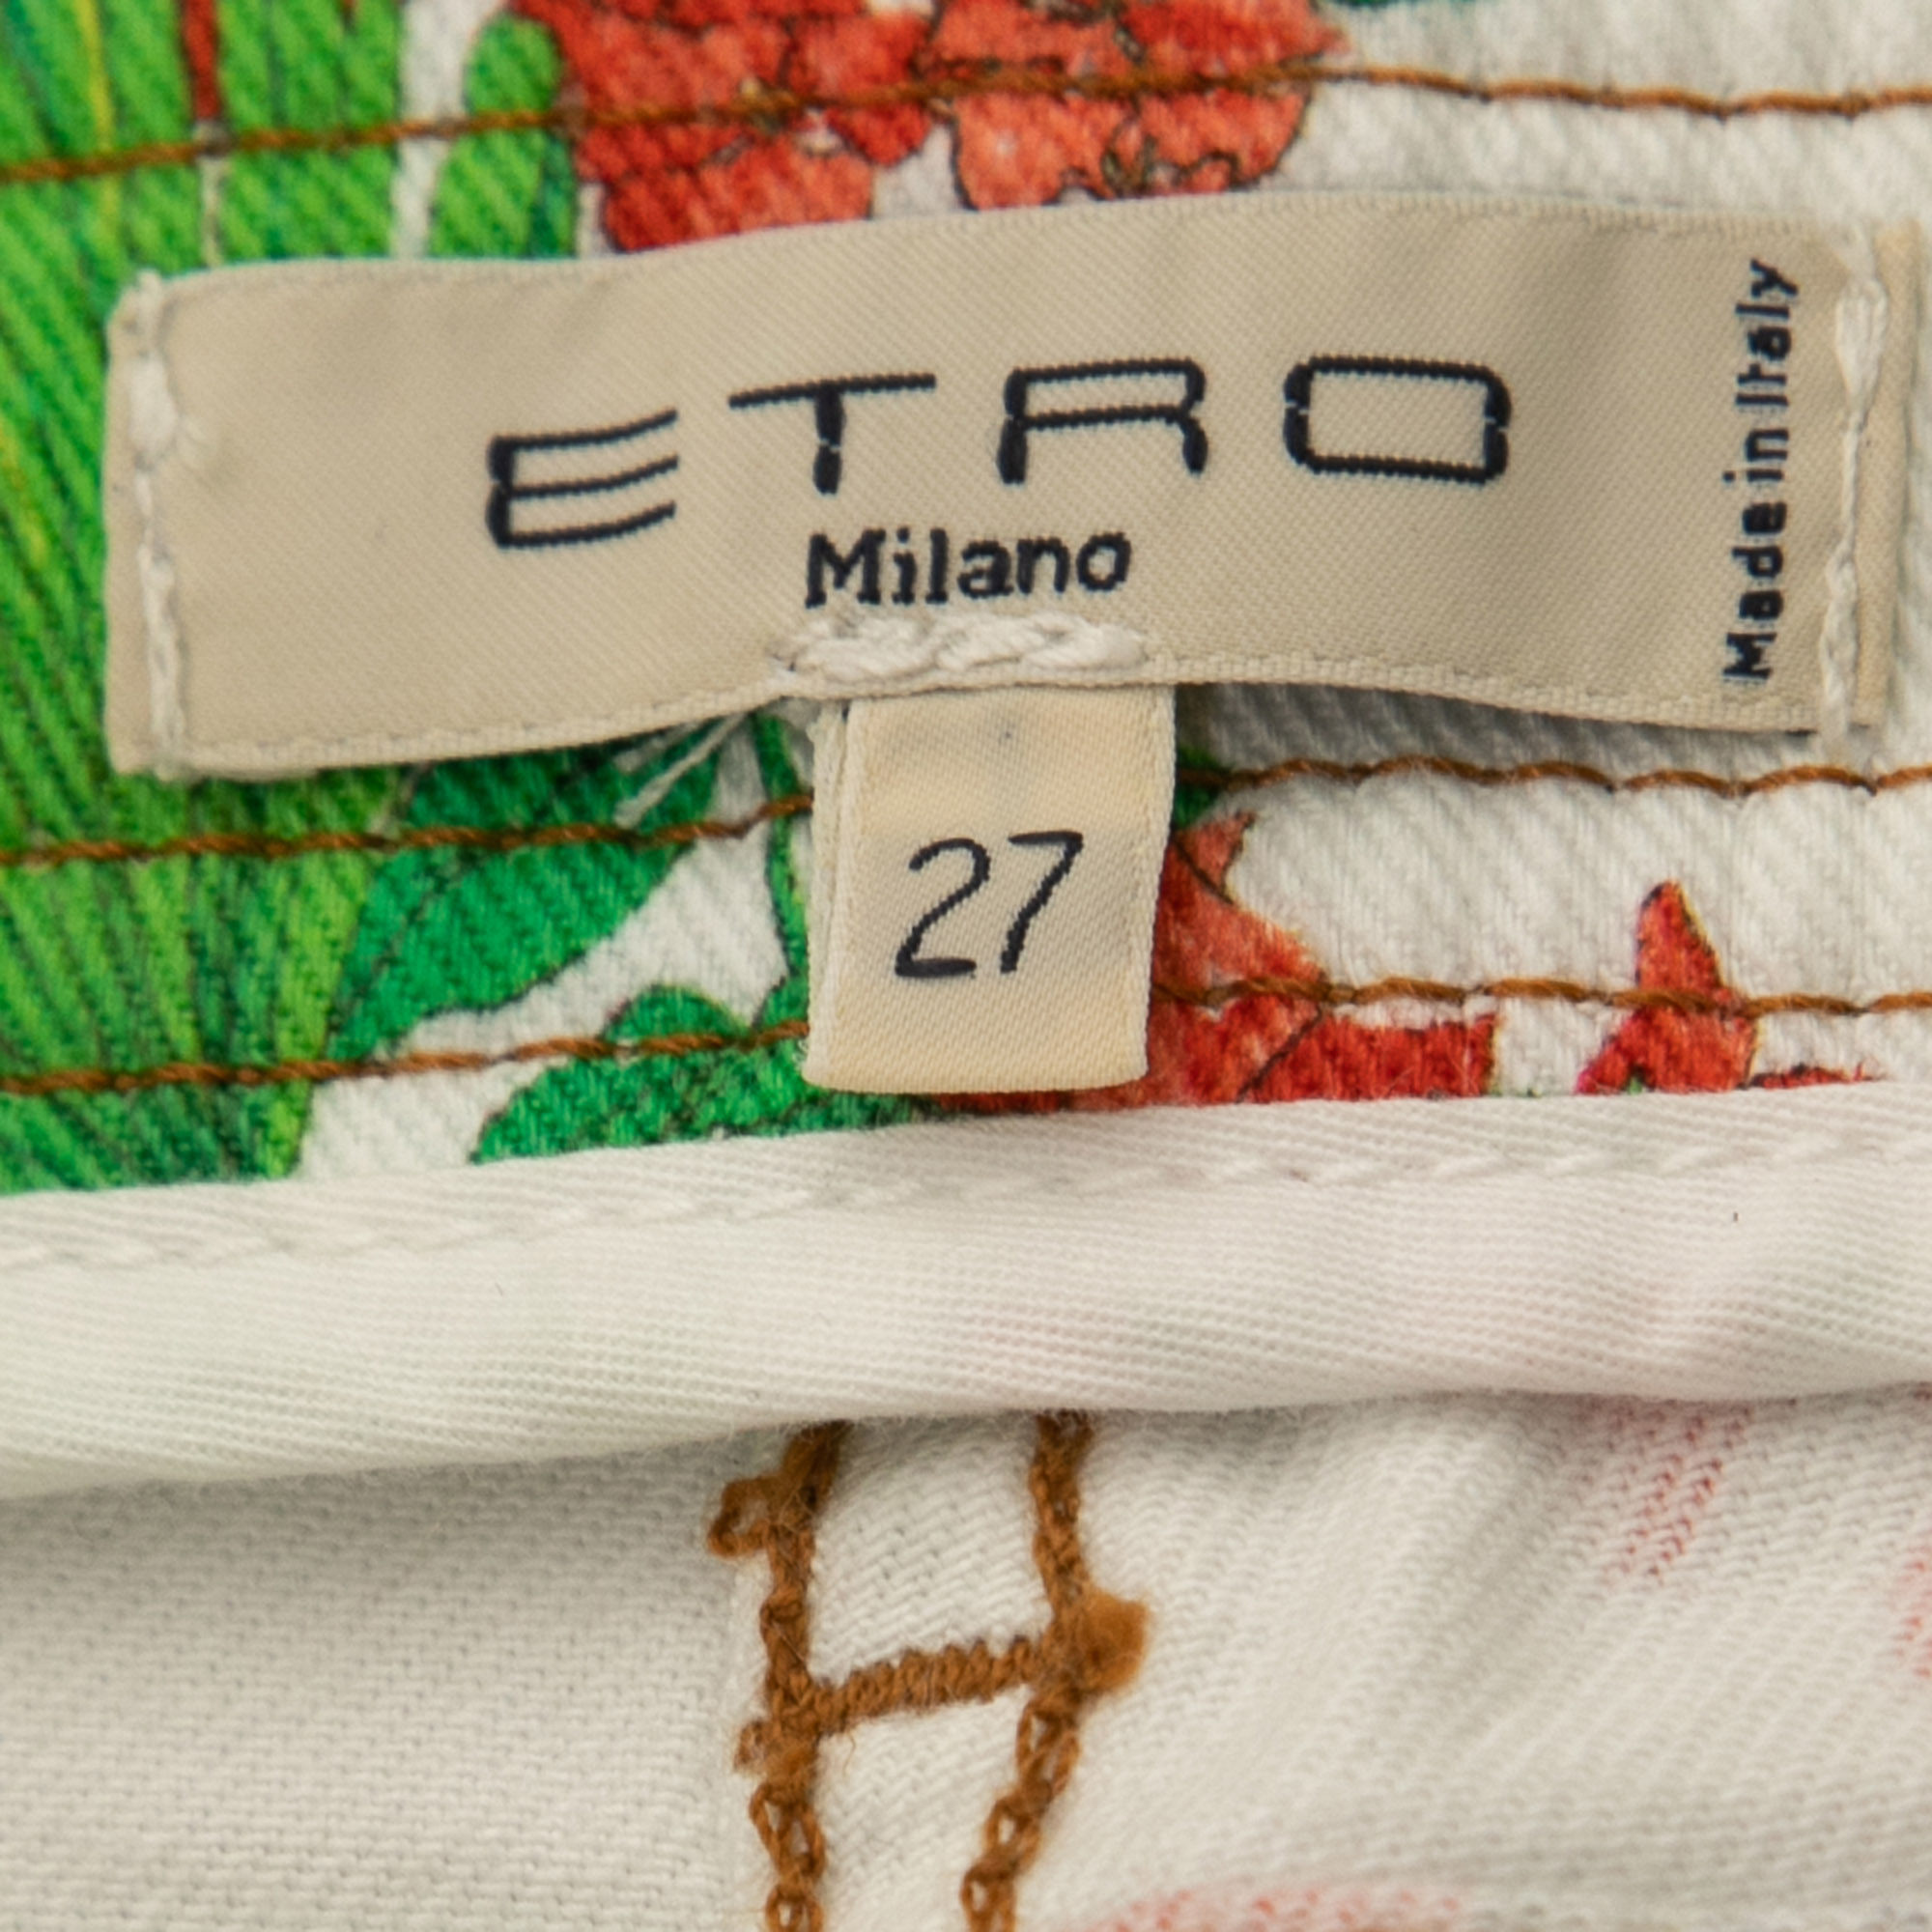 ETRO
Milano
Made in Italy
27